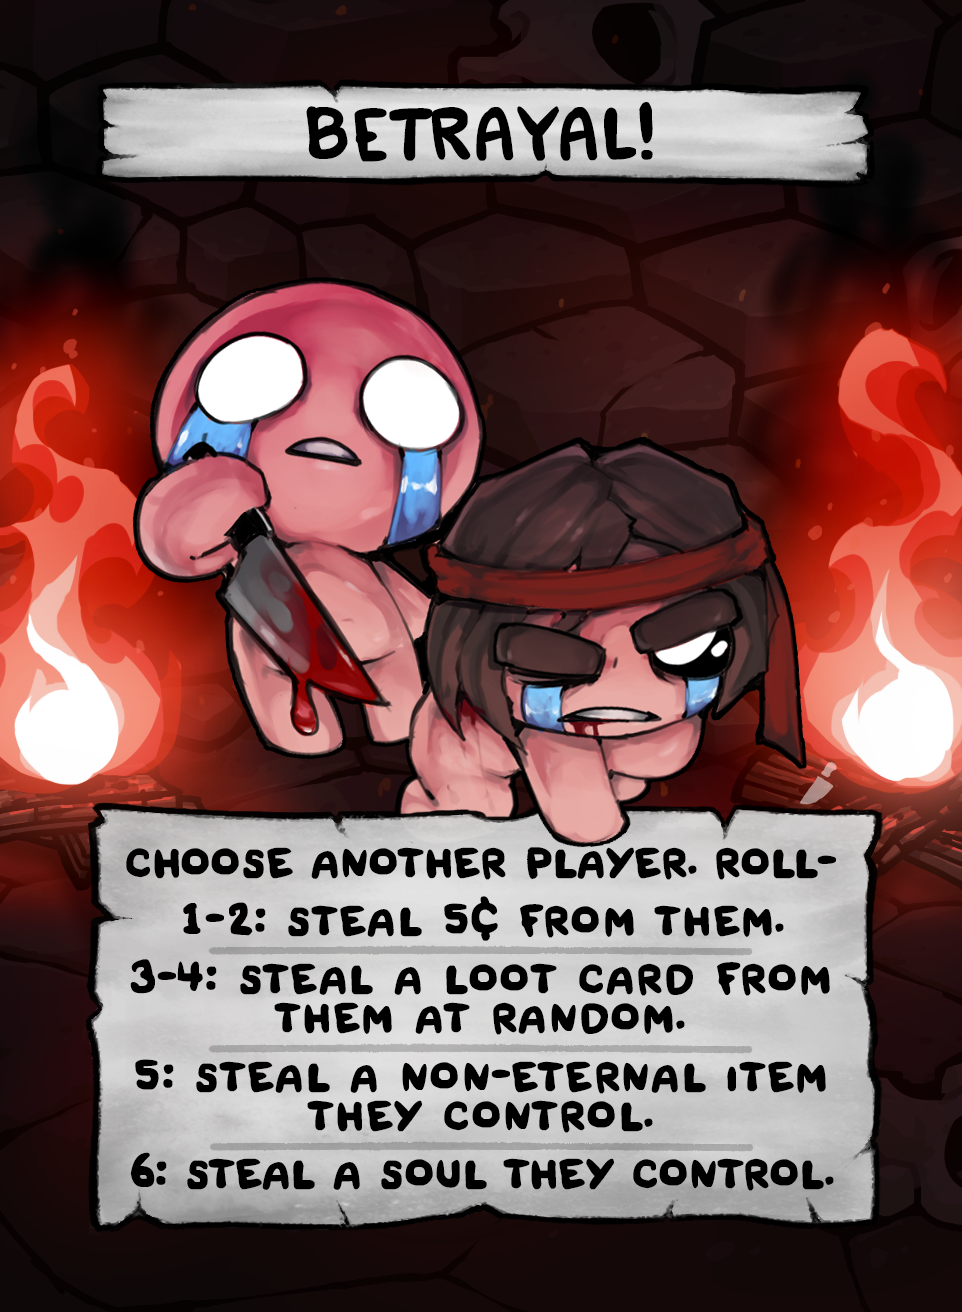 BETRAYAL!
CHOOSE ANOTHER PLAYER. ROLL-
1-2: STEAL 5¢ FROM THEM.
3-4: STEAL A LOOT CARD FROM
THEM AT RANDOM.
5: STEAL A NON-ETERNAL ITEM
THEY CONTROL.
6: STEAL A SOUL THEY CONTROL.